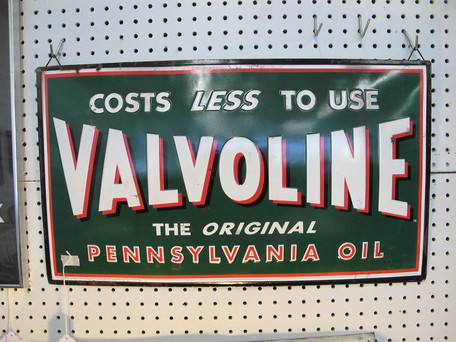 COSTS LESS TO USE
VALVOLINE
THE ORIGINAL
PENNSYLVANIA OIL